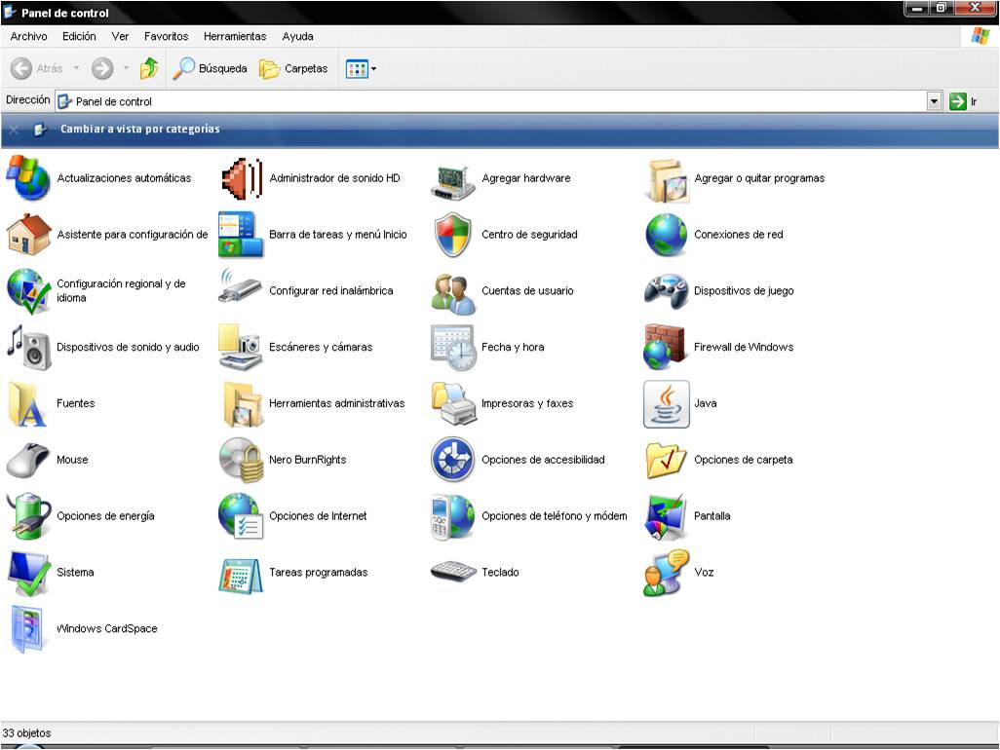 Panel de control
Archivo Edición Ver Favoritos Herramientas Ayuda
Atrás Búsqueda Carpetas
Dirección Panel de control Ir
Cambiar a vista por categorías
Actualizaciones automáticas Administrador de sonido HD Agregar hardware Agregar o quitar programas
Asistente para configuración de Barra de tareas y menú Inicio Centro de seguridad Conexiones de red
Configuración regional y de
idioma Configurar red inalámbrica Cuentas de usuario Dispositivos de juego
Dispositivos de sonido y audio Escáneres y cámaras Fecha y hora Firewall de Windows
Fuentes Herramientas administrativas Impresoras y faxes Java
Mouse Nero BurnRights Opciones de accesibilidad Opciones de carpeta
Opciones de energía Opciones de Internet Opciones de teléfono y módem Pantalla
Sistema Tareas programadas Teclado Voz
Windows CardSpace
33 objetos